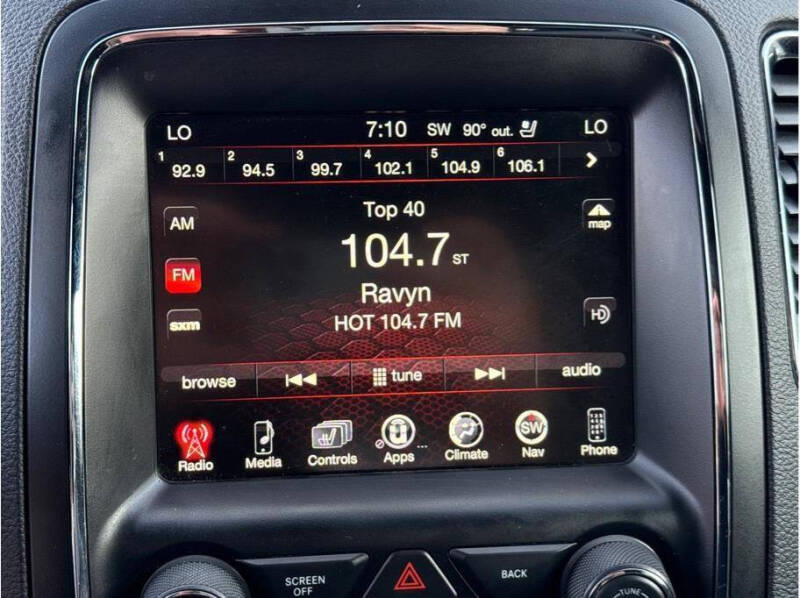 LO 7:10 SW 90° out. LO
1 92.9 2 94.5 3 99.7 4 102.1 5 104.9 6 106.1
Top 40
AM
map
104.7 ST
FM
Ravyn
HOT 104.7 FM
HD
sxm
browse tune audio
SW
Radio Media Controls Apps ... Climate Nav Phone
SCREEN
OFF
BACK
TUNE